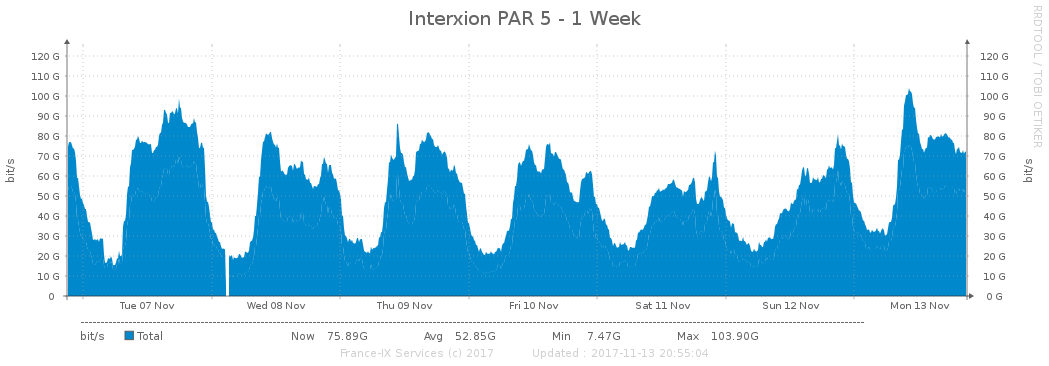 Interxion PAR 5 - 1 Week
RRDTOOL / TOBI OETIKER
120 G 120 G
110 G 110 G
100 G 100 G
90 G 90 G
80 G 80 G
70 G 70 G
60 G 60 G
50 G 50 G
40 G 40 G
30 G 30 G
20 G 20 G
10 G 10 G
0 0 G
bit/s
bit/s
Tue 07 Nov Wed 08 Nov Thu 09 Nov Fri 10 Nov Sat 11 Nov Sun 12 Nov Mon 13 Nov
bit/s Total Now 75.89G Avg 52.85G Min 7.47G Max 103.90G
France-IX Services (c) 2017 Updated : 2017-11-13 20:55:04